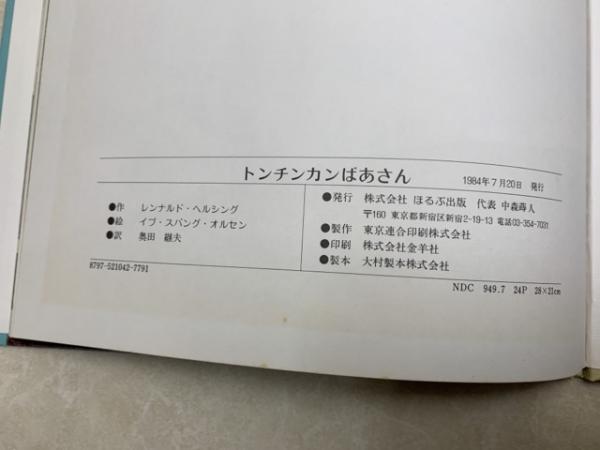 トンチンカンばあさん 1984年7月20日 発行
●作 レンナルド・ヘルシング
●絵 イブ・スパング・オルセン
●訳 奥田 継夫
8797-521042-7791
●発行 株式会社 ほるぷ出版 代表 中森蒔人
〒160 東京都新宿区新宿2-19-13 電話03-354-7031
●製作 東京連合印刷株式会社
●印刷 株式会社金羊社
●製本 大村製本株式会社
NDC 949.7 24P 28×21cm